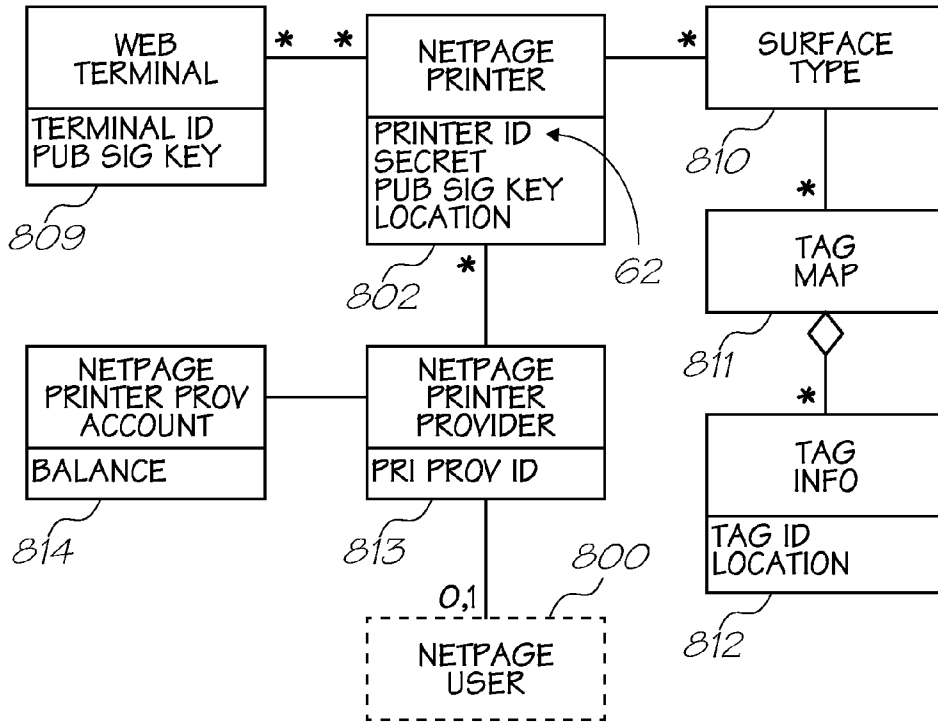 WEB
TERMINAL
TERMINAL ID
PUB SIG KEY
809
* *
NETPAGE
PRINTER
PRINTER ID
SECRET
PUB SIG KEY
LOCATION
802
62
*
*
SURFACE
TYPE
810
*
TAG
MAP
811
*
NETPAGE
PRINTER PROV
ACCOUNT
BALANCE
814
NETPAGE
PRINTER
PROVIDER
PRI PROV ID
813
TAG
INFO
TAG ID
LOCATION
812
0,1
800
NETPAGE
USER